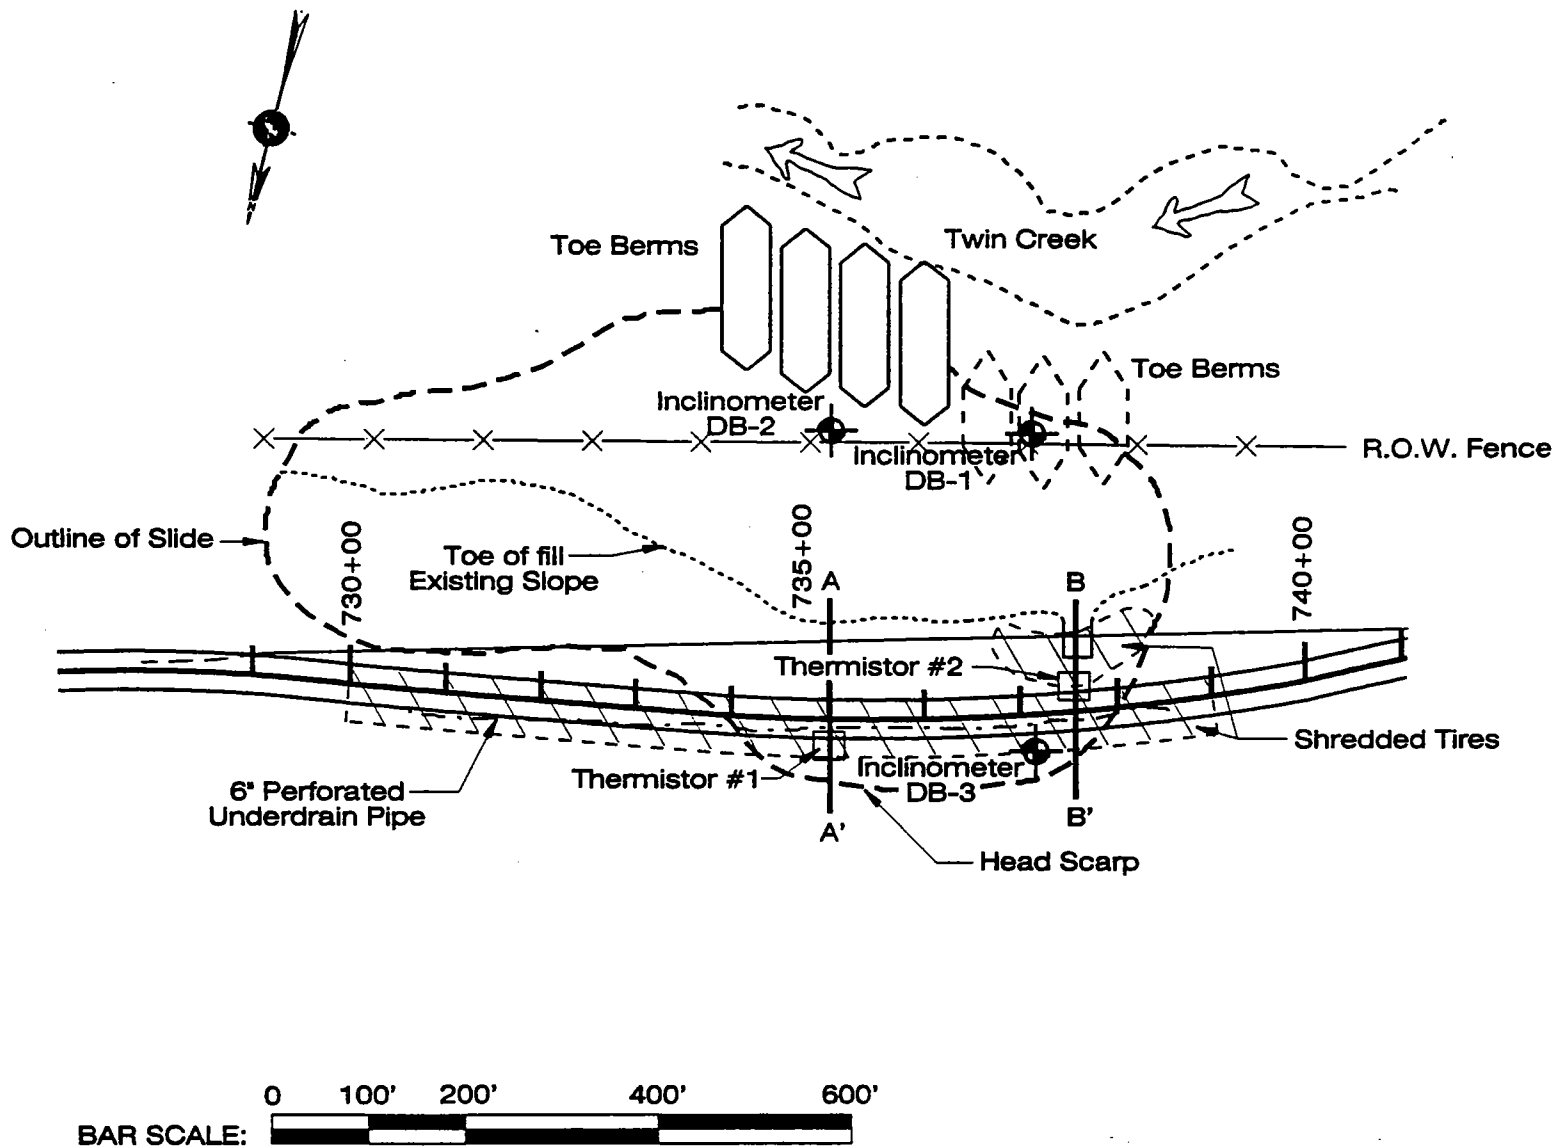 N
Toe Berms
Twin Creek
Toe Berms
Inclinometer
DB-2
Inclinometer
DB-1
R.O.W. Fence
Outline of Slide
Toe of fill
Existing Slope
730+00
735+00
740+00
A
B
Thermistor #2
Shredded Tires
Thermistor #1
Inclinometer
DB-3
6" Perforated
Underdrain Pipe
A'
B'
Head Scarp
0 100' 200' 400' 600'
BAR SCALE: